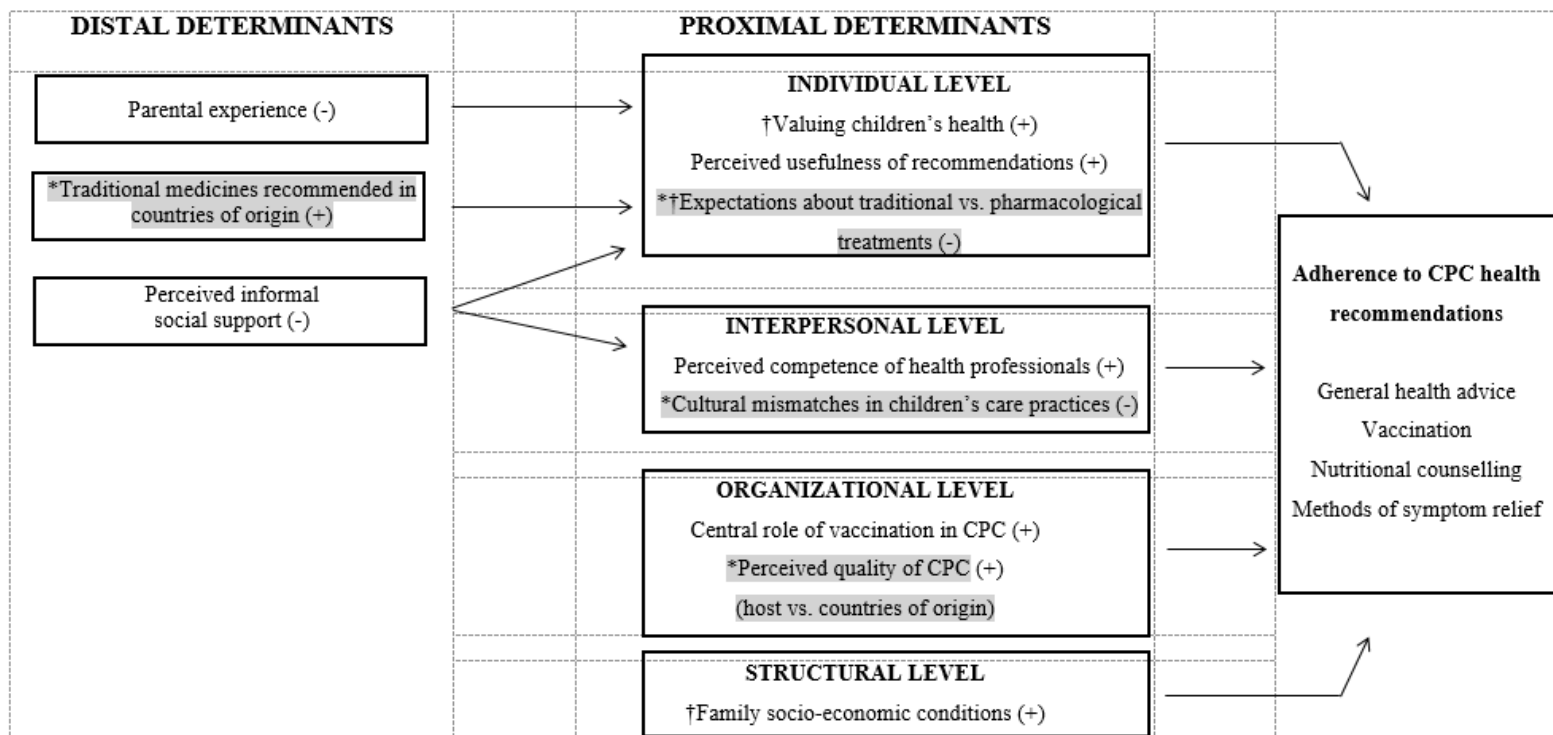 DISTAL DETERMINANTS
PROXIMAL DETERMINANTS
Parental experience (-)
*Traditional medicines recommended in
countries of origin (+)
Perceived informal
social support (-)
INDIVIDUAL LEVEL
†Valuing children’s health (+)
Perceived usefulness of recommendations (+)
*†Expectations about traditional vs. pharmacological
treatments (-)
INTERPERSONAL LEVEL
Perceived competence of health professionals (+)
*Cultural mismatches in children’s care practices (-)
ORGANIZATIONAL LEVEL
Central role of vaccination in CPC (+)
*Perceived quality of CPC (+)
(host vs. countries of origin)
STRUCTURAL LEVEL
†Family socio-economic conditions (+)
Adherence to CPC health
recommendations
General health advice
Vaccination
Nutritional counselling
Methods of symptom relief